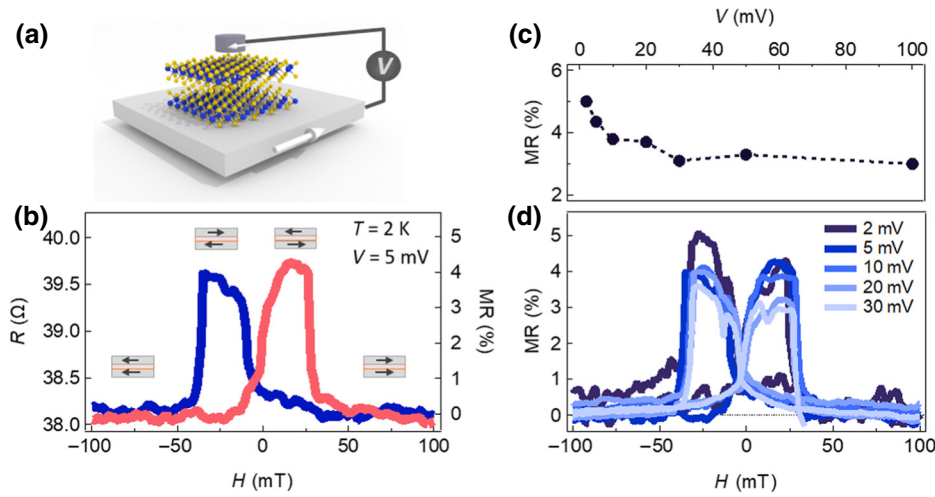 (a)
V
(b)
40.0
39.5
39.0
38.5
38.0
R (Ω)
T = 2 K
V = 5 mV
5
4
3
2
1
0
MR (%)
−100
−50
0
50
100
H (mT)
(c)
V (mV)
0
20
40
60
80
100
6
4
2
MR (%)
(d)
2 mV
5 mV
10 mV
20 mV
30 mV
5
4
3
2
1
0
MR (%)
−100
−50
0
50
100
H (mT)